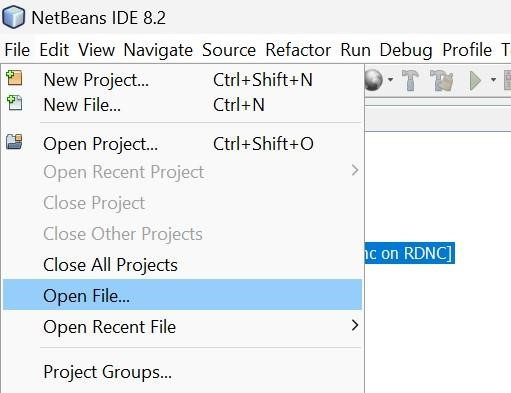 NetBeans IDE 8.2
File Edit View Navigate Source Refactor Run Debug Profile T
New Project... Ctrl+Shift+N
New File... Ctrl+N
Open Project... Ctrl+Shift+O
Open Recent Project
Close Project
Close Other Projects
Close All Projects
nc on RDNC]
Open File...
Open Recent File
Project Groups...